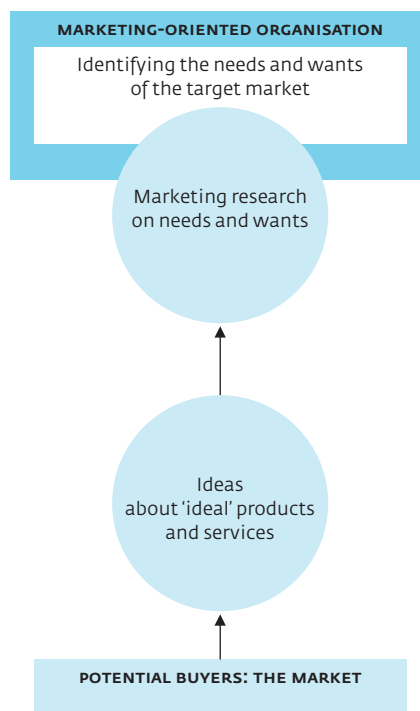 MARKETING-ORIENTED ORGANISATION
Identifying the needs and wants
of the target market
Marketing research
on needs and wants
Ideas
about ‘ideal’ products
and services
POTENTIAL BUYERS: THE MARKET